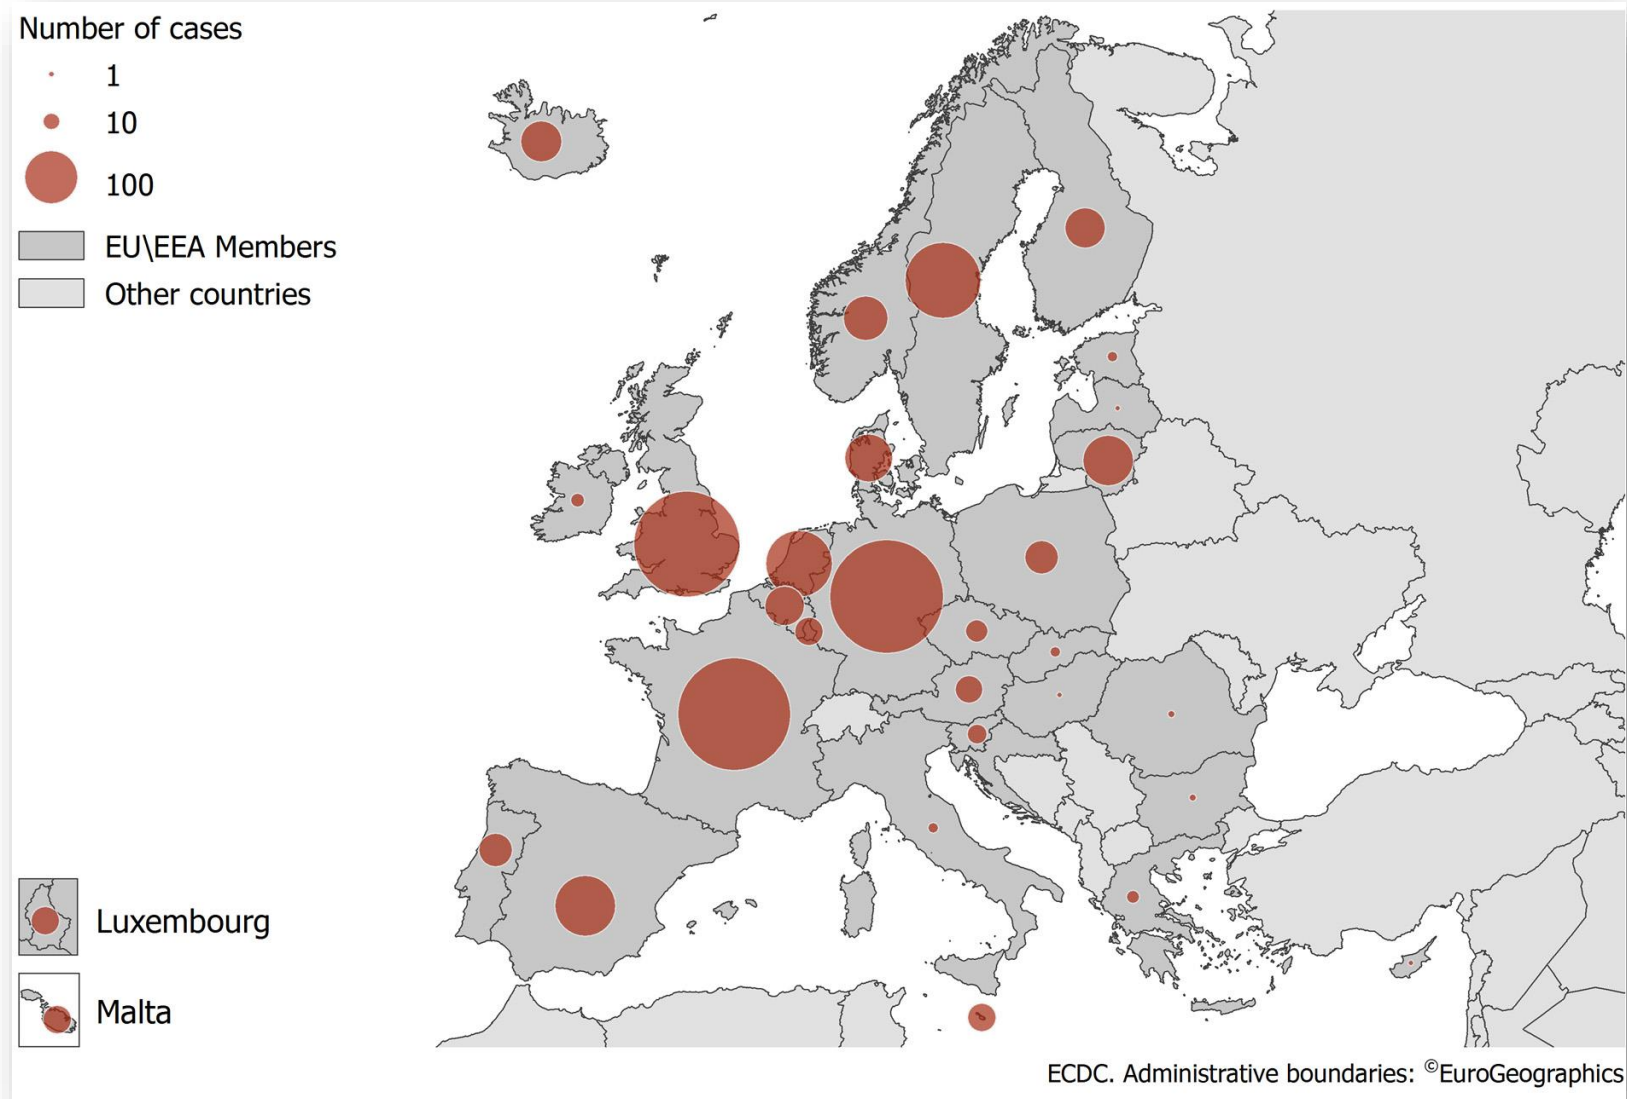 Number of cases
1
10
100
EU\EEA Members
Other countries
Luxembourg
Malta
ECDC. Administrative boundaries: ©EuroGeographics